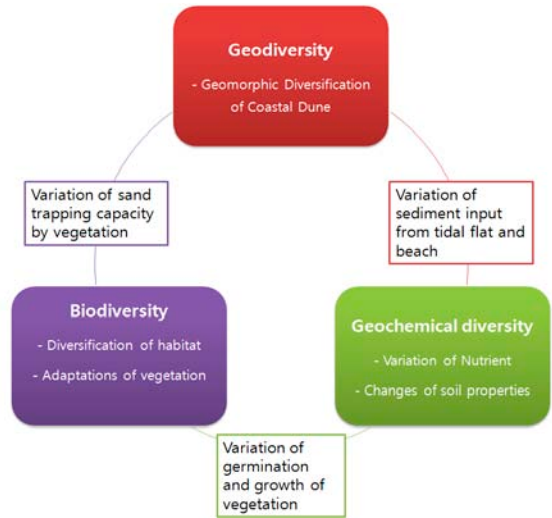 Geodiversity
- Geomorphic Diversification
of Coastal Dune
Variation of sand
trapping capacity
by vegetation
Variation of
sediment input
from tidal flat and
beach
Biodiversity
- Diversification of habitat
- Adaptations of vegetation
Geochemical diversity
- Variation of Nutrient
- Changes of soil properties
Variation of
germination
and growth of
vegetation